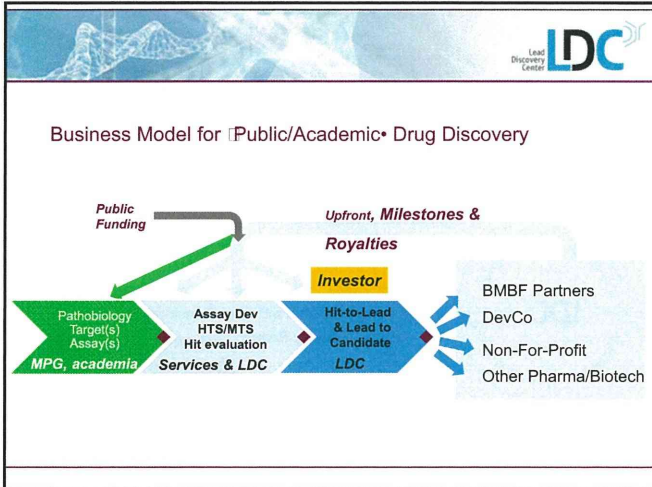 Lead
Discovery
Center
LDC
Business Model for Public/Academic• Drug Discovery
Public
Funding
Upfront, Milestones &
Royalties
Investor
Pathobiology
Target(s)
Assay(s)
MPG, academia
Assay Dev
HTS/MTS
Hit evaluation
Services & LDC
Hit-to-Lead
& Lead to
Candidate
LDC
BMBF Partners
DevCo
Non-For-Profit
Other Pharma/Biotech